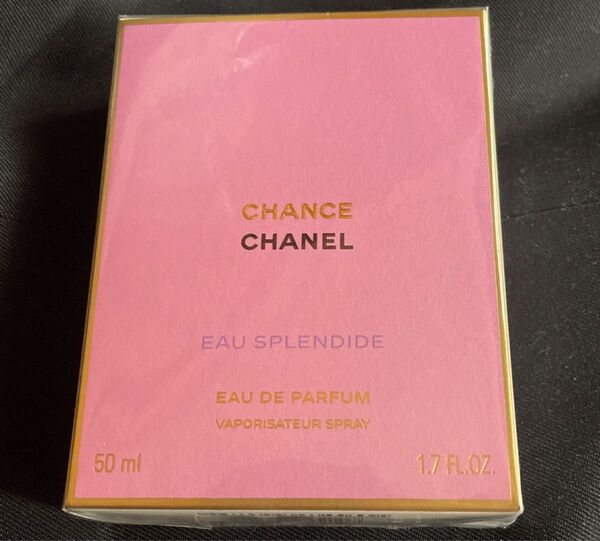 CHANCE
CHANEL
EAU SPLENDIDE
EAU DE PARFUM
VAPORISATEUR SPRAY
50 ml 1.7 FL.OZ.